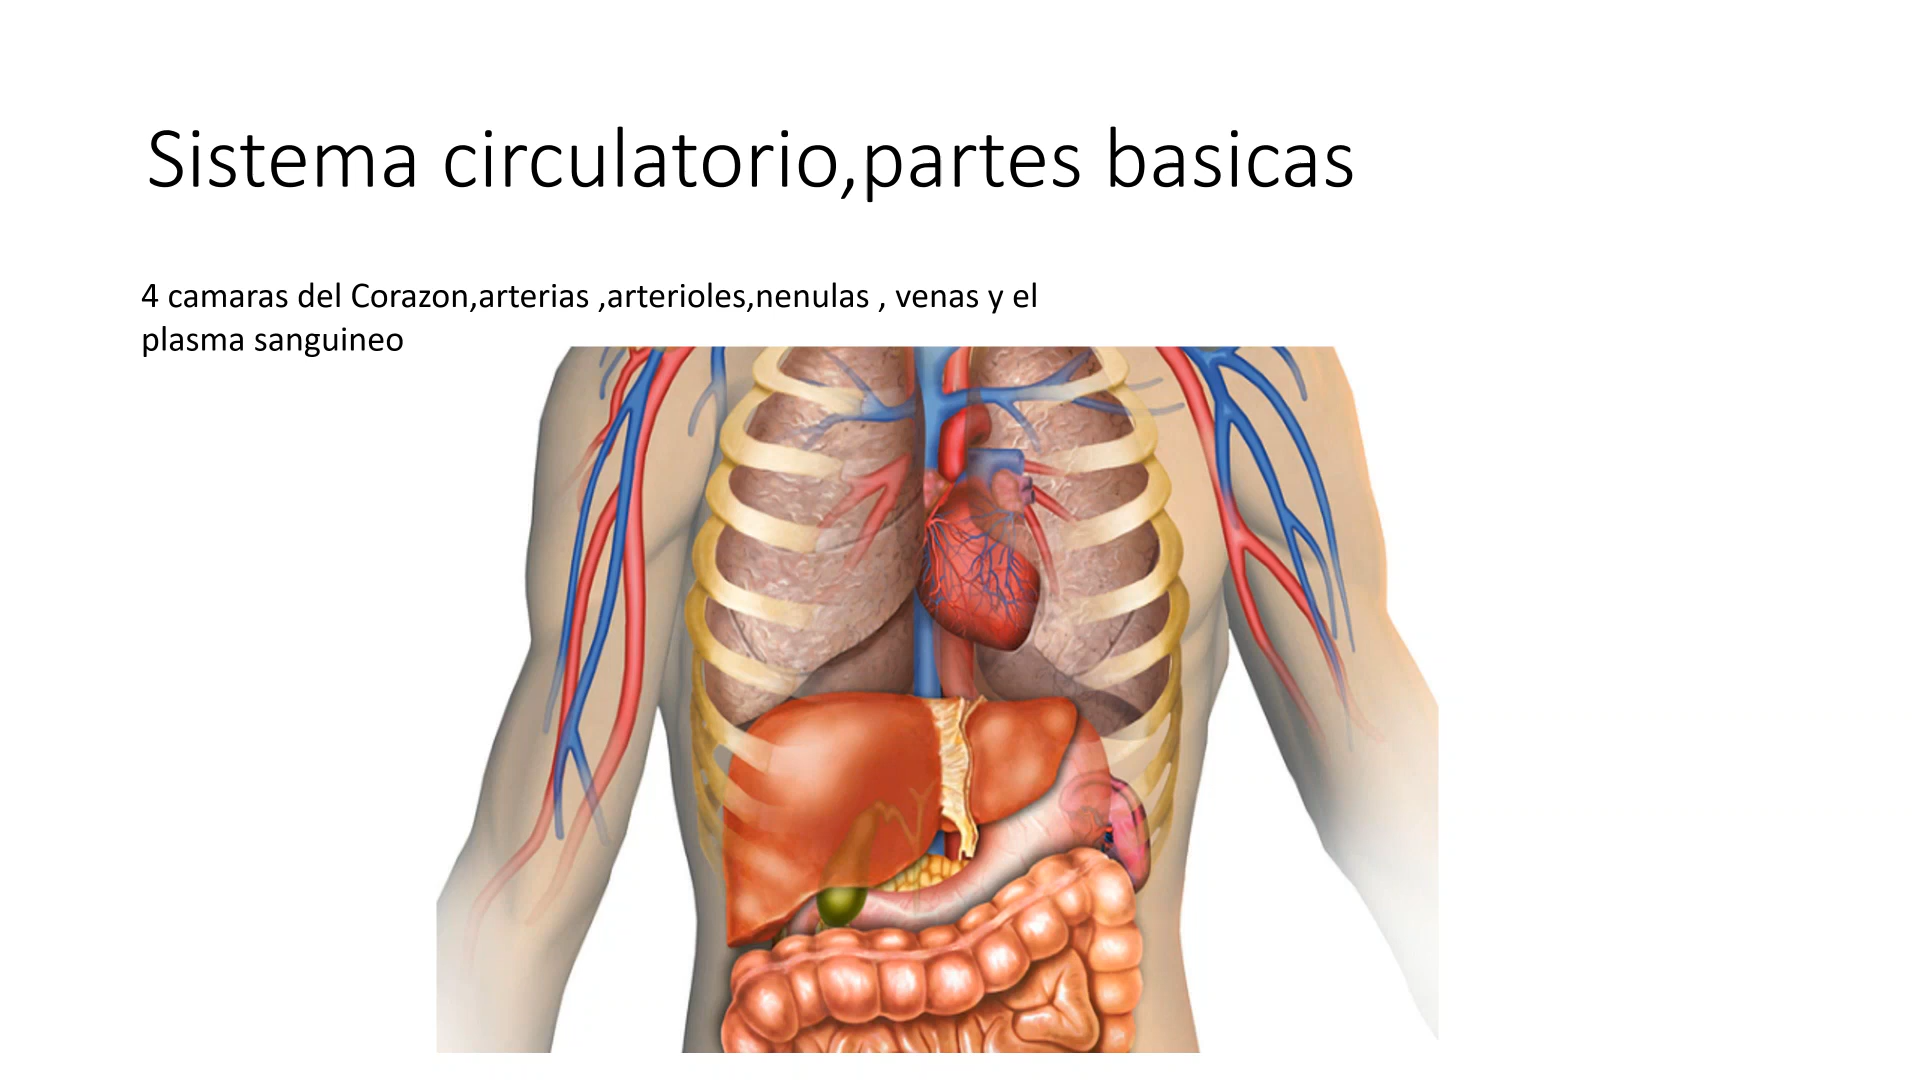 Sistema circulatorio,partes basicas
4 camaras del Corazon,arterias ,arterioles,nenulas , venas y el
plasma sanguineo